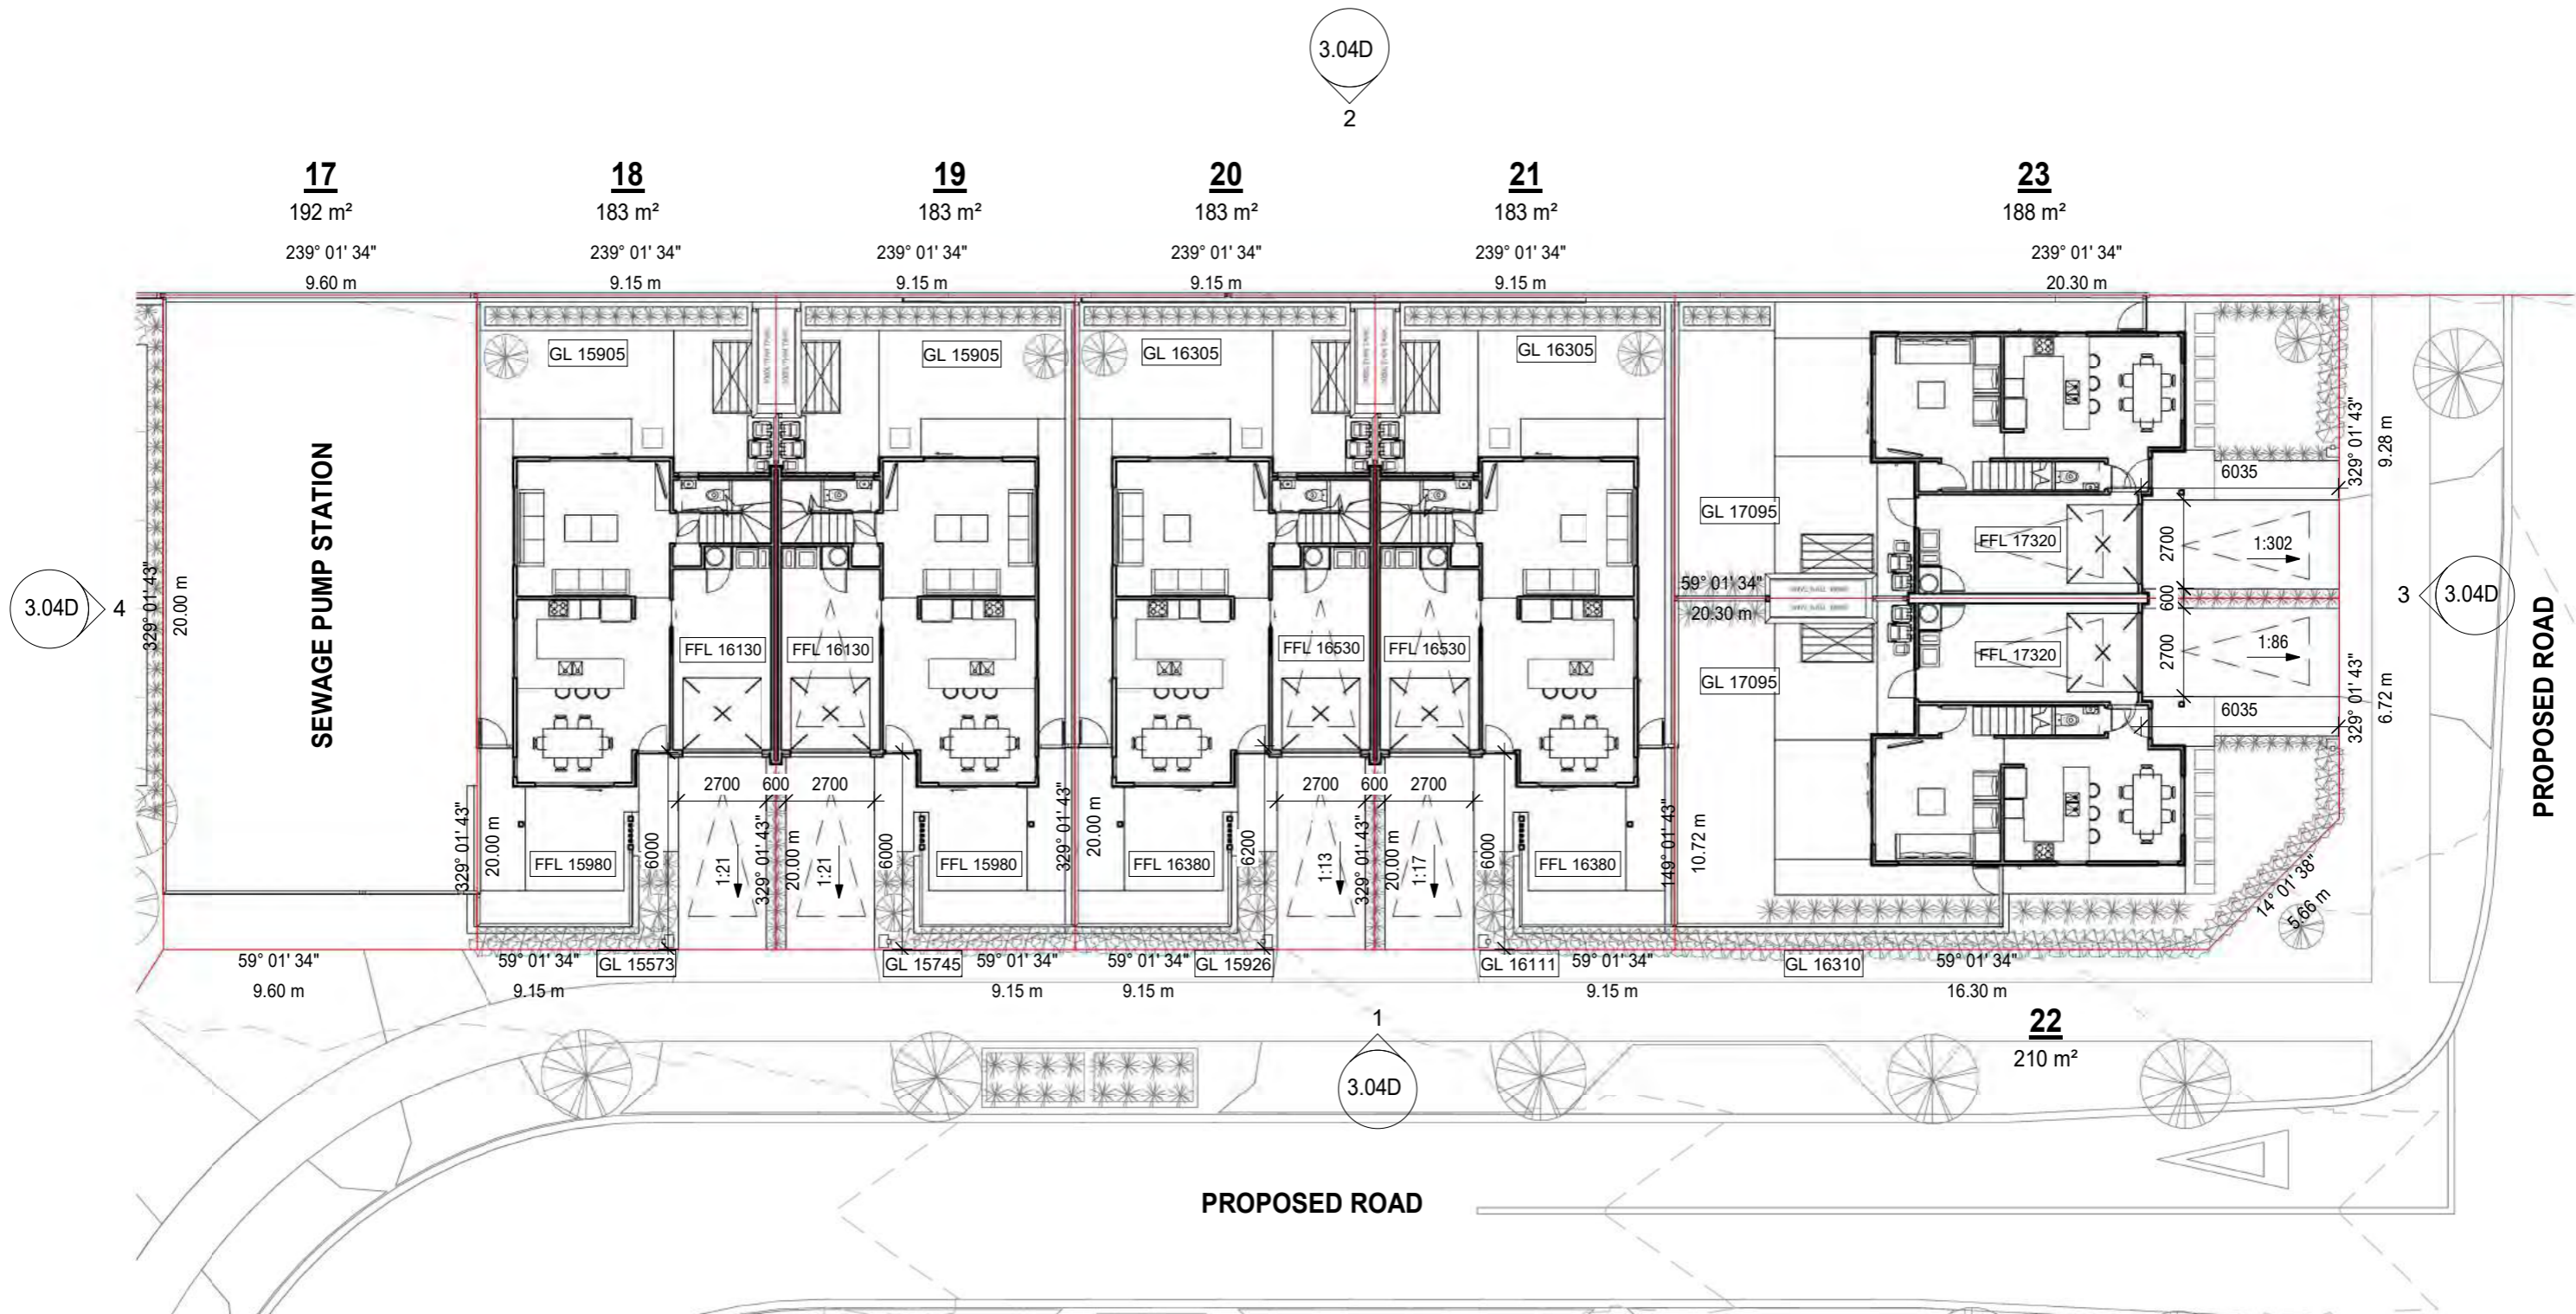 3.04D
2
17
192 m²
239° 01' 34"
9.60 m
18
183 m²
239° 01' 34"
9.15 m
19
183 m²
239° 01' 34"
9.15 m
20
183 m²
239° 01' 34"
9.15 m
21
183 m²
239° 01' 34"
9.15 m
23
188 m²
239° 01' 34"
20.30 m
GL 15905
GL 15905
GL 16305
GL 16305
GL 17095
GL 17095
3.04D
4
329° 01' 43"
20.00 m
SEWAGE PUMP STATION
FFL 16130
FFL 16130
FFL 16530
FFL 16530
59° 01' 34"
20.30 m
FFL 17320
FFL 17320
6035
2700
600
2700
6035
1:302
1:86
329° 01' 43"
9.28 m
329° 01' 43"
6.72 m
3
3.04D
PROPOSED ROAD
329° 01' 43"
20.00 m
FFL 15980
6000
2700
600
2700
1:21
329° 01' 43"
20.00 m
1:21
6000
FFL 15980
329° 01' 43"
20.00 m
FFL 16380
6200
2700
600
2700
1:13
329° 01' 43"
20.00 m
1:17
6000
FFL 16380
149° 01' 43"
10.72 m
14° 01' 38"
5.66 m
59° 01' 34"
9.60 m
59° 01' 34"
9.15 m
GL 15573
GL 15745
59° 01' 34"
9.15 m
59° 01' 34"
9.15 m
GL 15926
GL 16111
59° 01' 34"
9.15 m
GL 16310
59° 01' 34"
16.30 m
22
210 m²
1
3.04D
PROPOSED ROAD